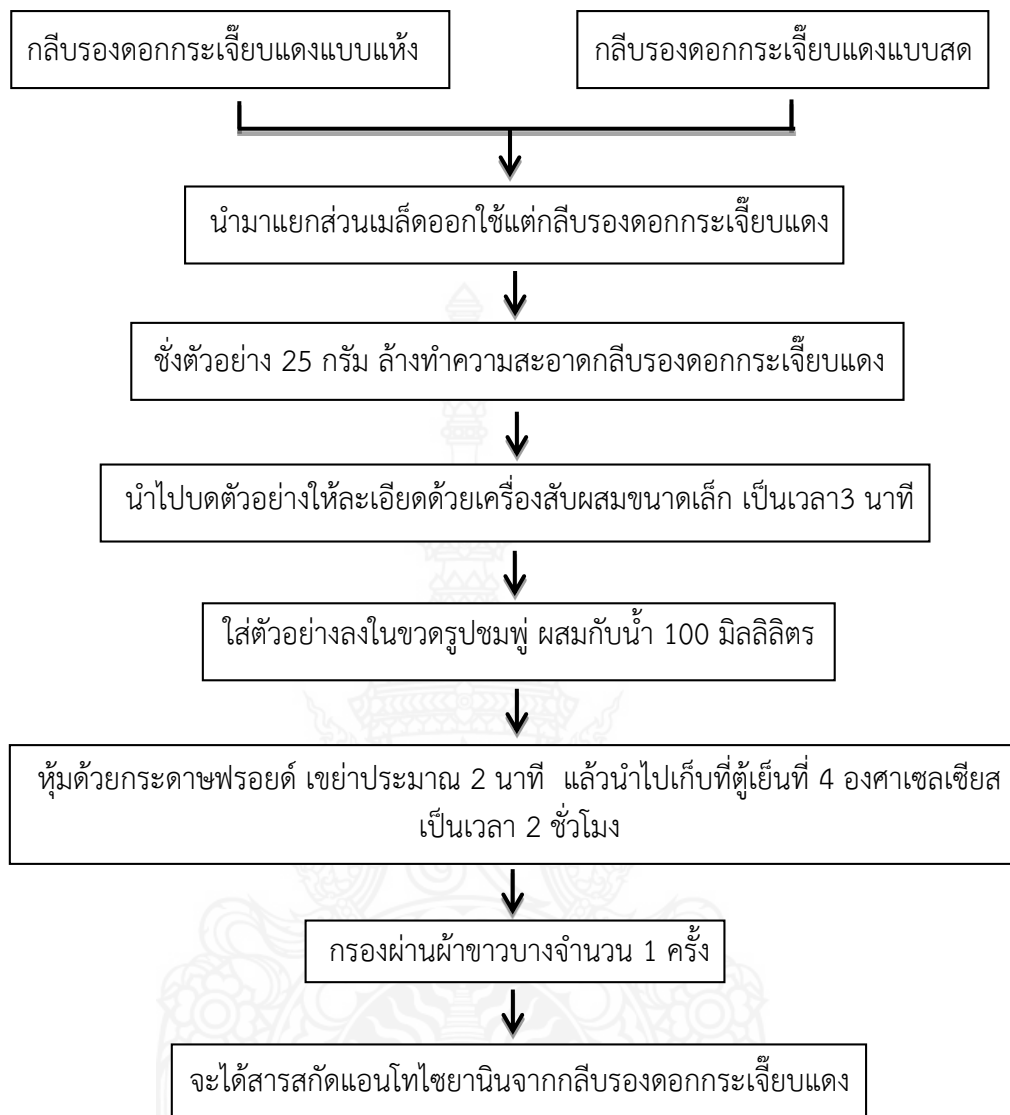 กลีบรองดอกกระเจี๊ยบแดงแบบแห้ง
กลีบรองดอกกระเจี๊ยบแดงแบบสด
นำมาแยกส่วนเมล็ดออกใช้แต่กลีบรองดอกกระเจี๊ยบแดง
ชั่งตัวอย่าง 25 กรัม ล้างทำความสะอาดกลีบรองดอกกระเจี๊ยบแดง
นำไปบดตัวอย่างให้ละเอียดด้วยเครื่องสับผสมขนาดเล็ก เป็นเวลา3 นาที
ใส่ตัวอย่างลงในขวดรูปชมพู่ ผสมกับน้ำ 100 มิลลิลิตร
หุ้มด้วยกระดาษฟรอยด์ เขย่าประมาณ 2 นาที แล้วนำไปเก็บที่ตู้เย็นที่ 4 องศาเซลเซียส
เป็นเวลา 2 ชั่วโมง
กรองผ่านผ้าขาวบางจำนวน 1 ครั้ง
จะได้สารสกัดแอนโทไซยานินจากกลีบรองดอกกระเจี๊ยบแดง